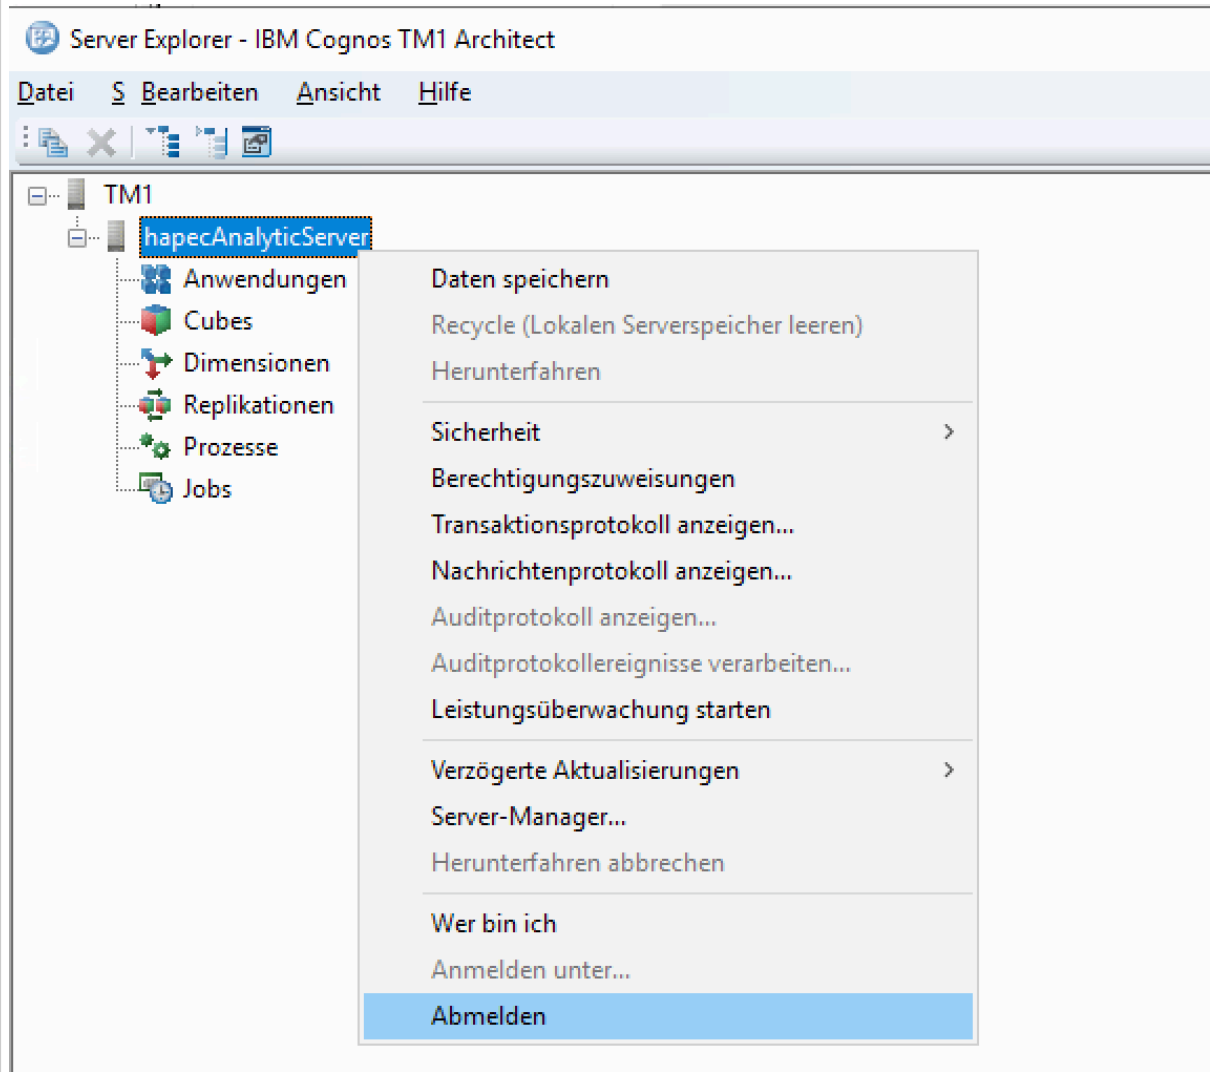 Server Explorer - IBM Cognos TM1 Architect
Datei S Bearbeiten Ansicht Hilfe
TM1
hapecAnalyticServer
Anwendungen
Cubes
Dimensionen
Replikationen
Prozesse
Jobs
Daten speichern
Recycle (Lokalen Serverspeicher leeren)
Herunterfahren
Sicherheit
Berechtigungszuweisungen
Transaktionsprotokoll anzeigen...
Nachrichtenprotokoll anzeigen...
Auditprotokoll anzeigen...
Auditprotokollereignisse verarbeiten...
Leistungsüberwachung starten
Verzögerte Aktualisierungen
Server-Manager...
Herunterfahren abbrechen
Wer bin ich
Anmelden unter...
Abmelden